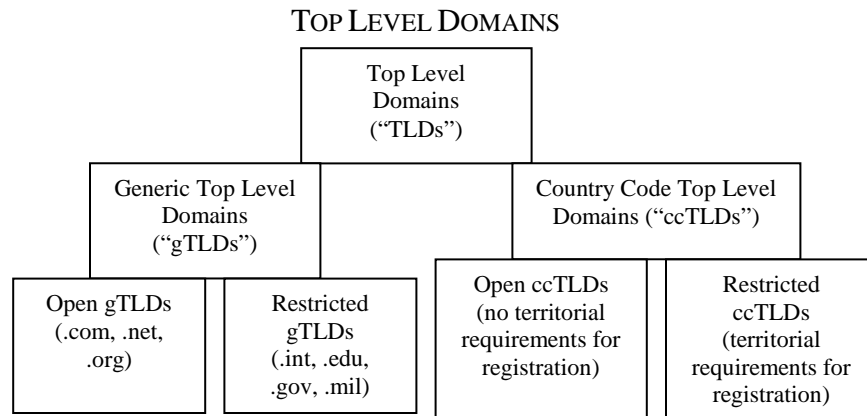 TOP LEVEL DOMAINS
Top Level
Domains
(“TLDs”)
Generic Top Level
Domains
(“gTLDs”)
Country Code Top Level
Domains (“ccTLDs”)
Open gTLDs
(.com, .net,
.org)
Restricted
gTLDs
(.int, .edu,
.gov, .mil)
Open ccTLDs
(no territorial
requirements for
registration)
Restricted
ccTLDs
(territorial
requirements for
registration)